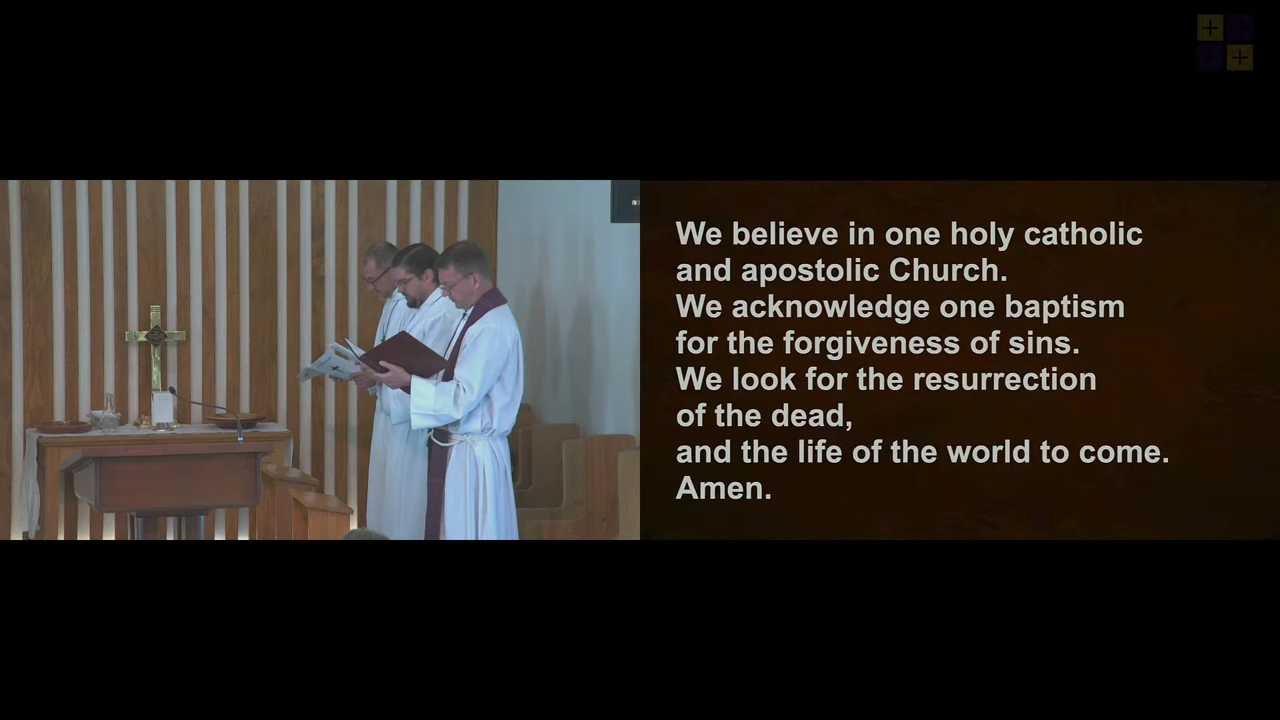 We believe in one holy catholic
and apostolic Church.
We acknowledge one baptism
for the forgiveness of sins.
We look for the resurrection
of the dead,
and the life of the world to come.
Amen.